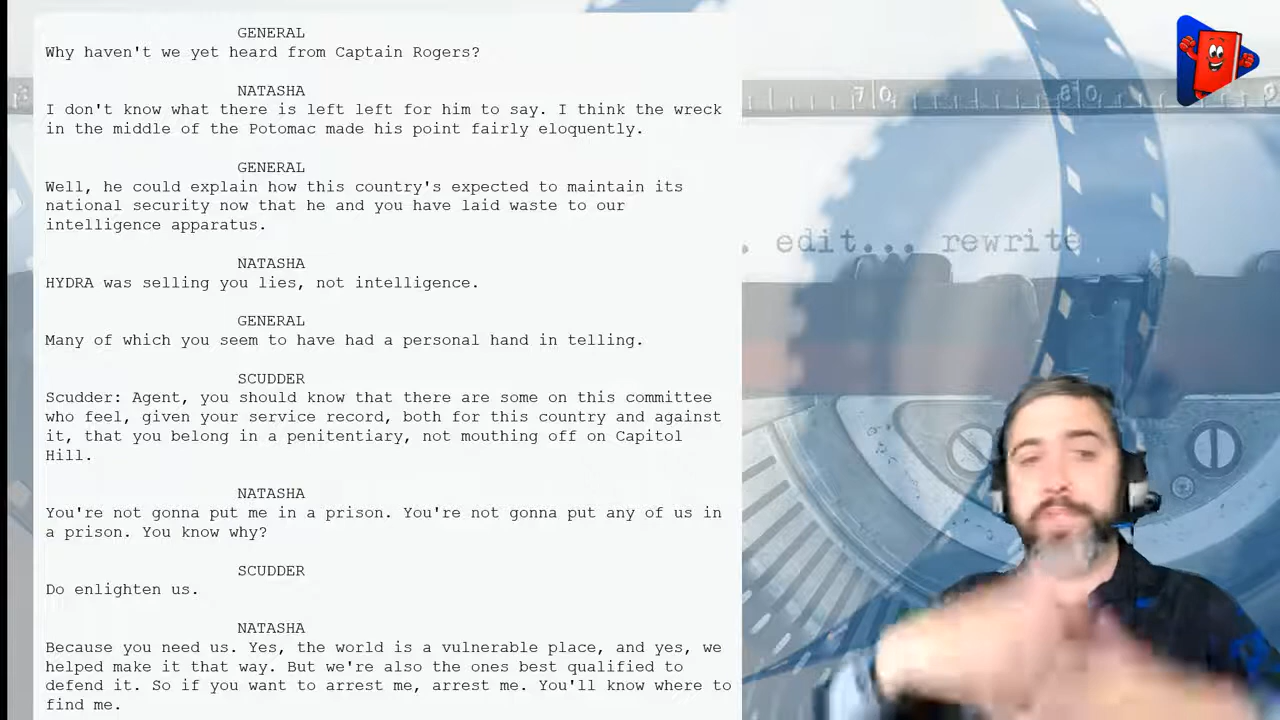 GENERAL
Why haven't we yet heard from Captain Rogers?
NATASHA
I don't know what there is left left for him to say. I think the wreck
in the middle of the Potomac made his point fairly eloquently.
GENERAL
Well, he could explain how this country's expected to maintain its
national security now that he and you have laid waste to our
intelligence apparatus.
NATASHA
HYDRA was selling you lies, not intelligence.
GENERAL
Many of which you seem to have had a personal hand in telling.
SCUDDER
Scudder: Agent, you should know that there are some on this committee
who feel, given your service record, both for this country and against
it, that you belong in a penitentiary, not mouthing off on Capitol
Hill.
NATASHA
You're not gonna put me in a prison. You're not gonna put any of us in
a prison. You know why?
SCUDDER
Do enlighten us.
NATASHA
Because you need us. Yes, the world is a vulnerable place, and yes, we
helped make it that way. But we're also the ones best qualified to
defend it. So if you want to arrest me, arrest me. You'll know where to
find me.
70 80
. edit... rewrite